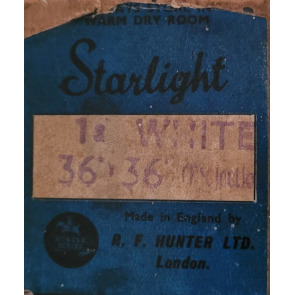 WARM DRY ROOM
Starlight
1a WHITE
36" 36"
Made in England by
R. F. HUNTER LTD.
London.